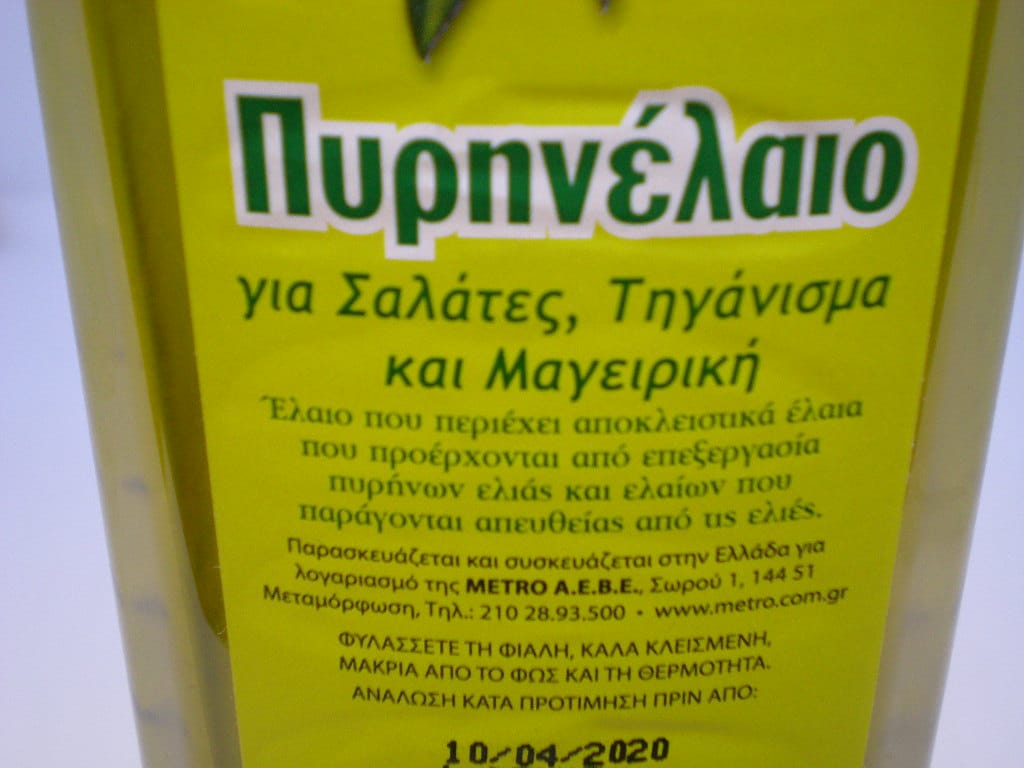 Πυρηνέλαιο
για Σαλάτες, Τηγάνισμα
και Μαγειρική
Έλαιο που περιέχει αποκλειστικά έλαια
που προέρχονται από επεξεργασία
πυρήνων ελιάς και ελαίων που
παράγονται απευθείας από τις ελιές.
Παρασκευάζεται και συσκευάζεται στην Ελλάδα για
λογαριασμό της METRO A.E.B.E., Σωρού 1, 144 51
Μεταμόρφωση, Τηλ.: 210 28.93.500 • www.metro.com.gr
ΦΥΛΑΣΣΕΤΕ ΤΗ ΦΙΑΛΗ, ΚΑΛΑ ΚΛΕΙΣΜΕΝΗ,
ΜΑΚΡΙΑ ΑΠΟ ΤΟ ΦΩΣ ΚΑΙ ΤΗ ΘΕΡΜΟΤΗΤΑ.
ΑΝΑΛΩΣΗ ΚΑΤΑ ΠΡΟΤΙΜΗΣΗ ΠΡΙΝ ΑΠΟ:
10/04/2020